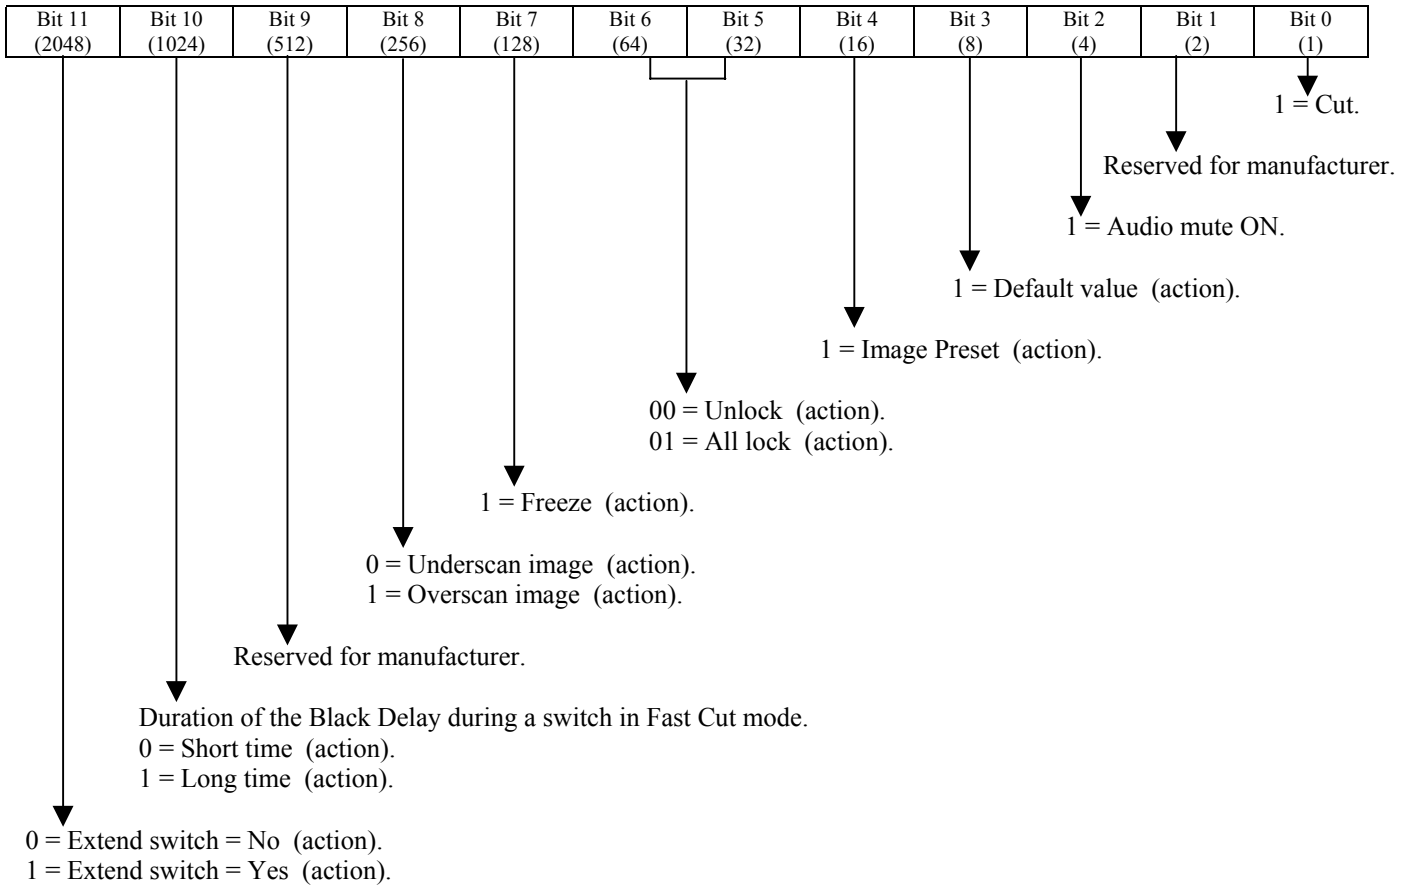 Bit 11 Bit 10 Bit 9 Bit 8 Bit 7 Bit 6 Bit 5 Bit 4 Bit 3 Bit 2 Bit 1 Bit 0
(2048) (1024) (512) (256) (128) (64) (32) (16) (8) (4) (2) (1)
1 = Cut.
Reserved for manufacturer.
1 = Audio mute ON.
1 = Default value (action).
1 = Image Preset (action).
00 = Unlock (action).
01 = All lock (action).
1 = Freeze (action).
0 = Underscan image (action).
1 = Overscan image (action).
Reserved for manufacturer.
Duration of the Black Delay during a switch in Fast Cut mode.
0 = Short time (action).
1 = Long time (action).
0 = Extend switch = No (action).
1 = Extend switch = Yes (action).